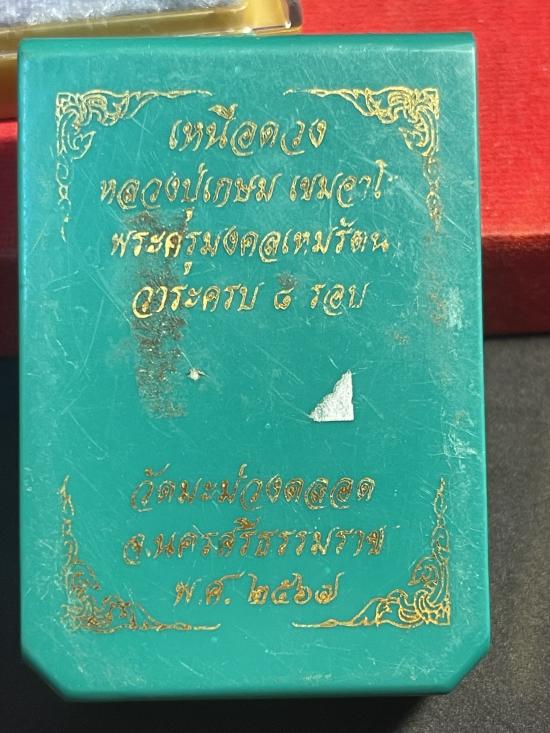 เหนือดวง
หลวงปู่เกษม เขมจาโร
พระครูมงคลเหมรัตน
วาระครบ ๕ รอบ
วัดมะม่วงตลอด
จ.นครศรีธรรมราช
พ.ศ. ๒๕๖๗